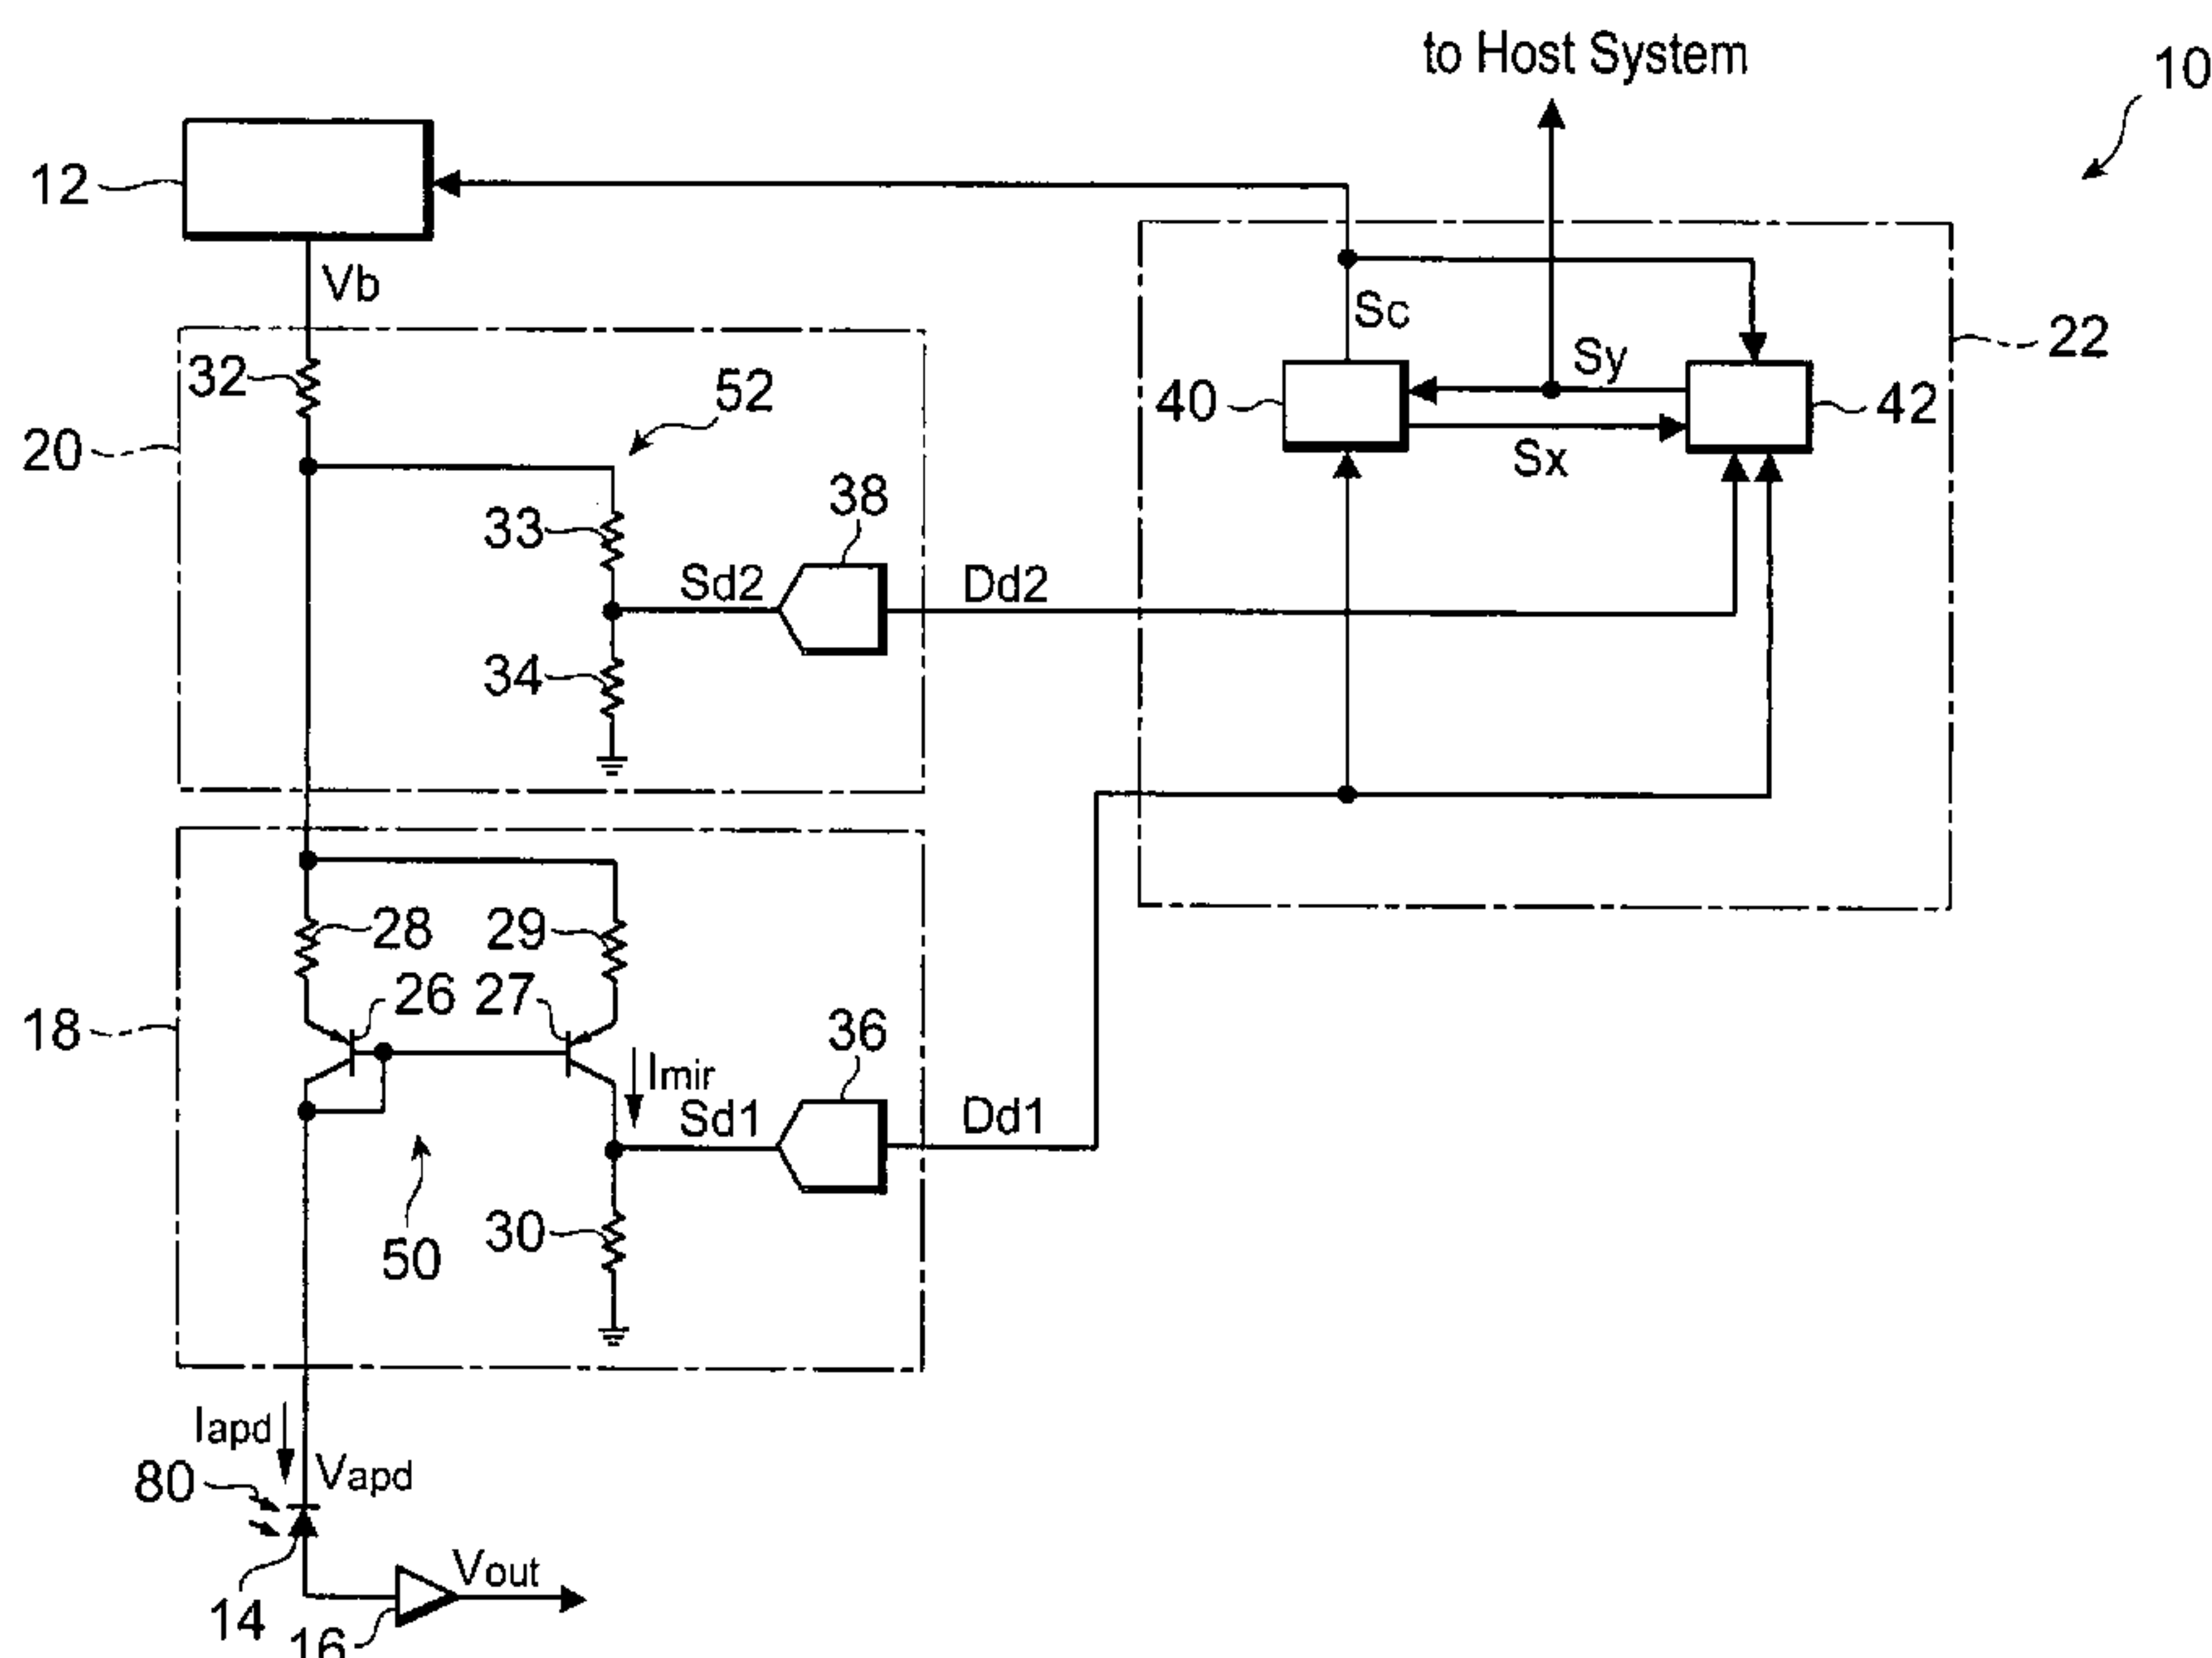 to Host System
10
12
Vb
Sc
22
32
52
Sy
40
42
20
Sx
38
33
Sd2
Dd2
34
28
29
26
27
18
36
Imir
Sd1
Dd1
30
50
Iapd
Vapd
80
Vout
14
16